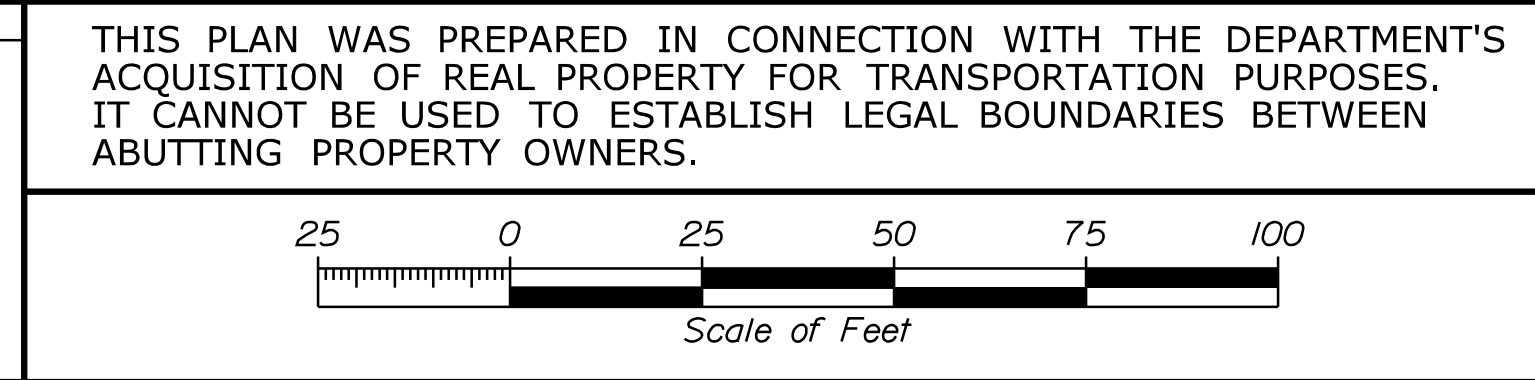 THIS PLAN WAS PREPARED IN CONNECTION WITH THE DEPARTMENT'S
ACQUISITION OF REAL PROPERTY FOR TRANSPORTATION PURPOSES.
IT CANNOT BE USED TO ESTABLISH LEGAL BOUNDARIES BETWEEN
ABUTTING PROPERTY OWNERS.
25 0 25 50 75 100
Scale of Feet